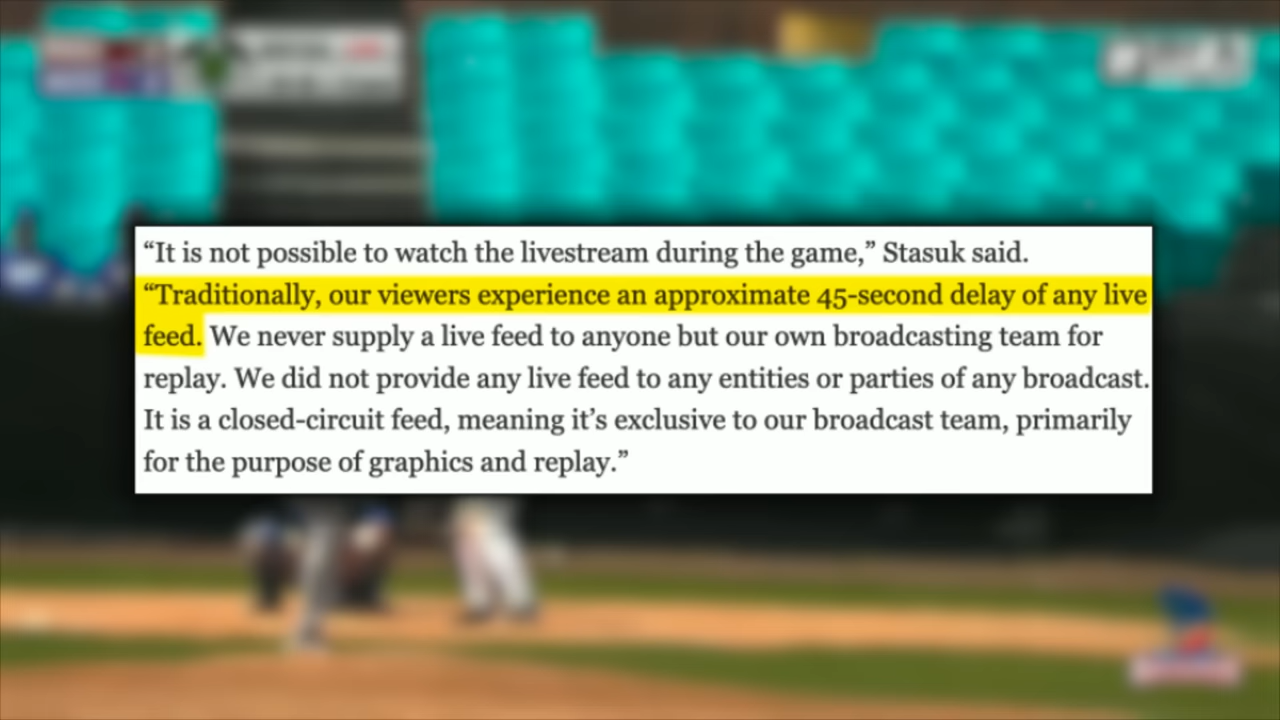 “It is not possible to watch the livestream during the game,” Stasuk said.
“Traditionally, our viewers experience an approximate 45-second delay of any live
feed. We never supply a live feed to anyone but our own broadcasting team for
replay. We did not provide any live feed to any entities or parties of any broadcast.
It is a closed-circuit feed, meaning it’s exclusive to our broadcast team, primarily
for the purpose of graphics and replay.”